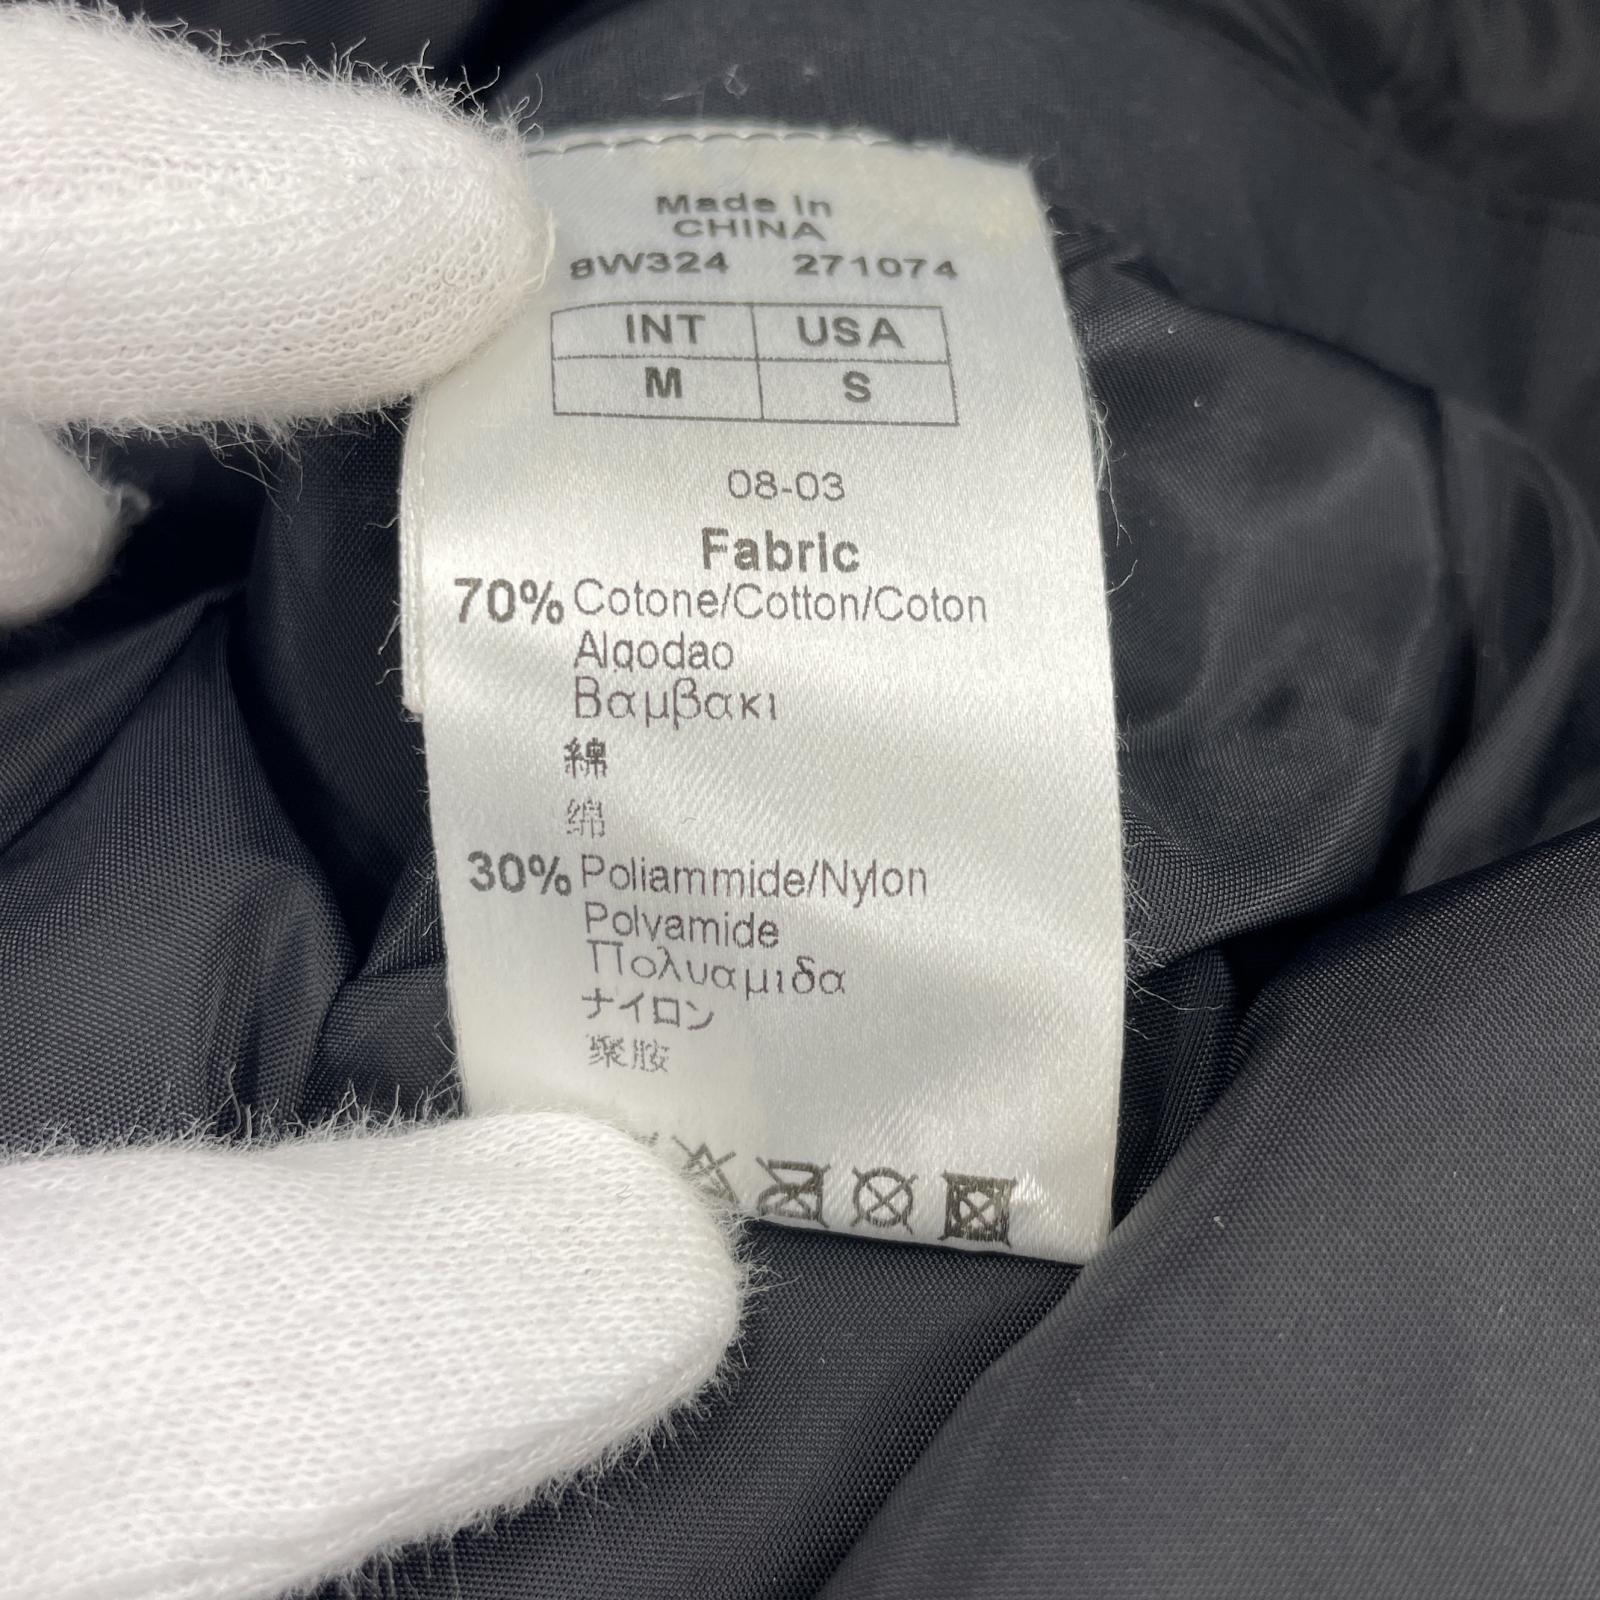 Made In
CHINA
8W324 271074
INT USA
M S
08-03
Fabric
70% Cotone/Cotton/Coton
Algodao
Βαμβακι
綿
绵
30% Poliammide/Nylon
Polyamide
Πολυαμιδα
ナイロン
聚胺